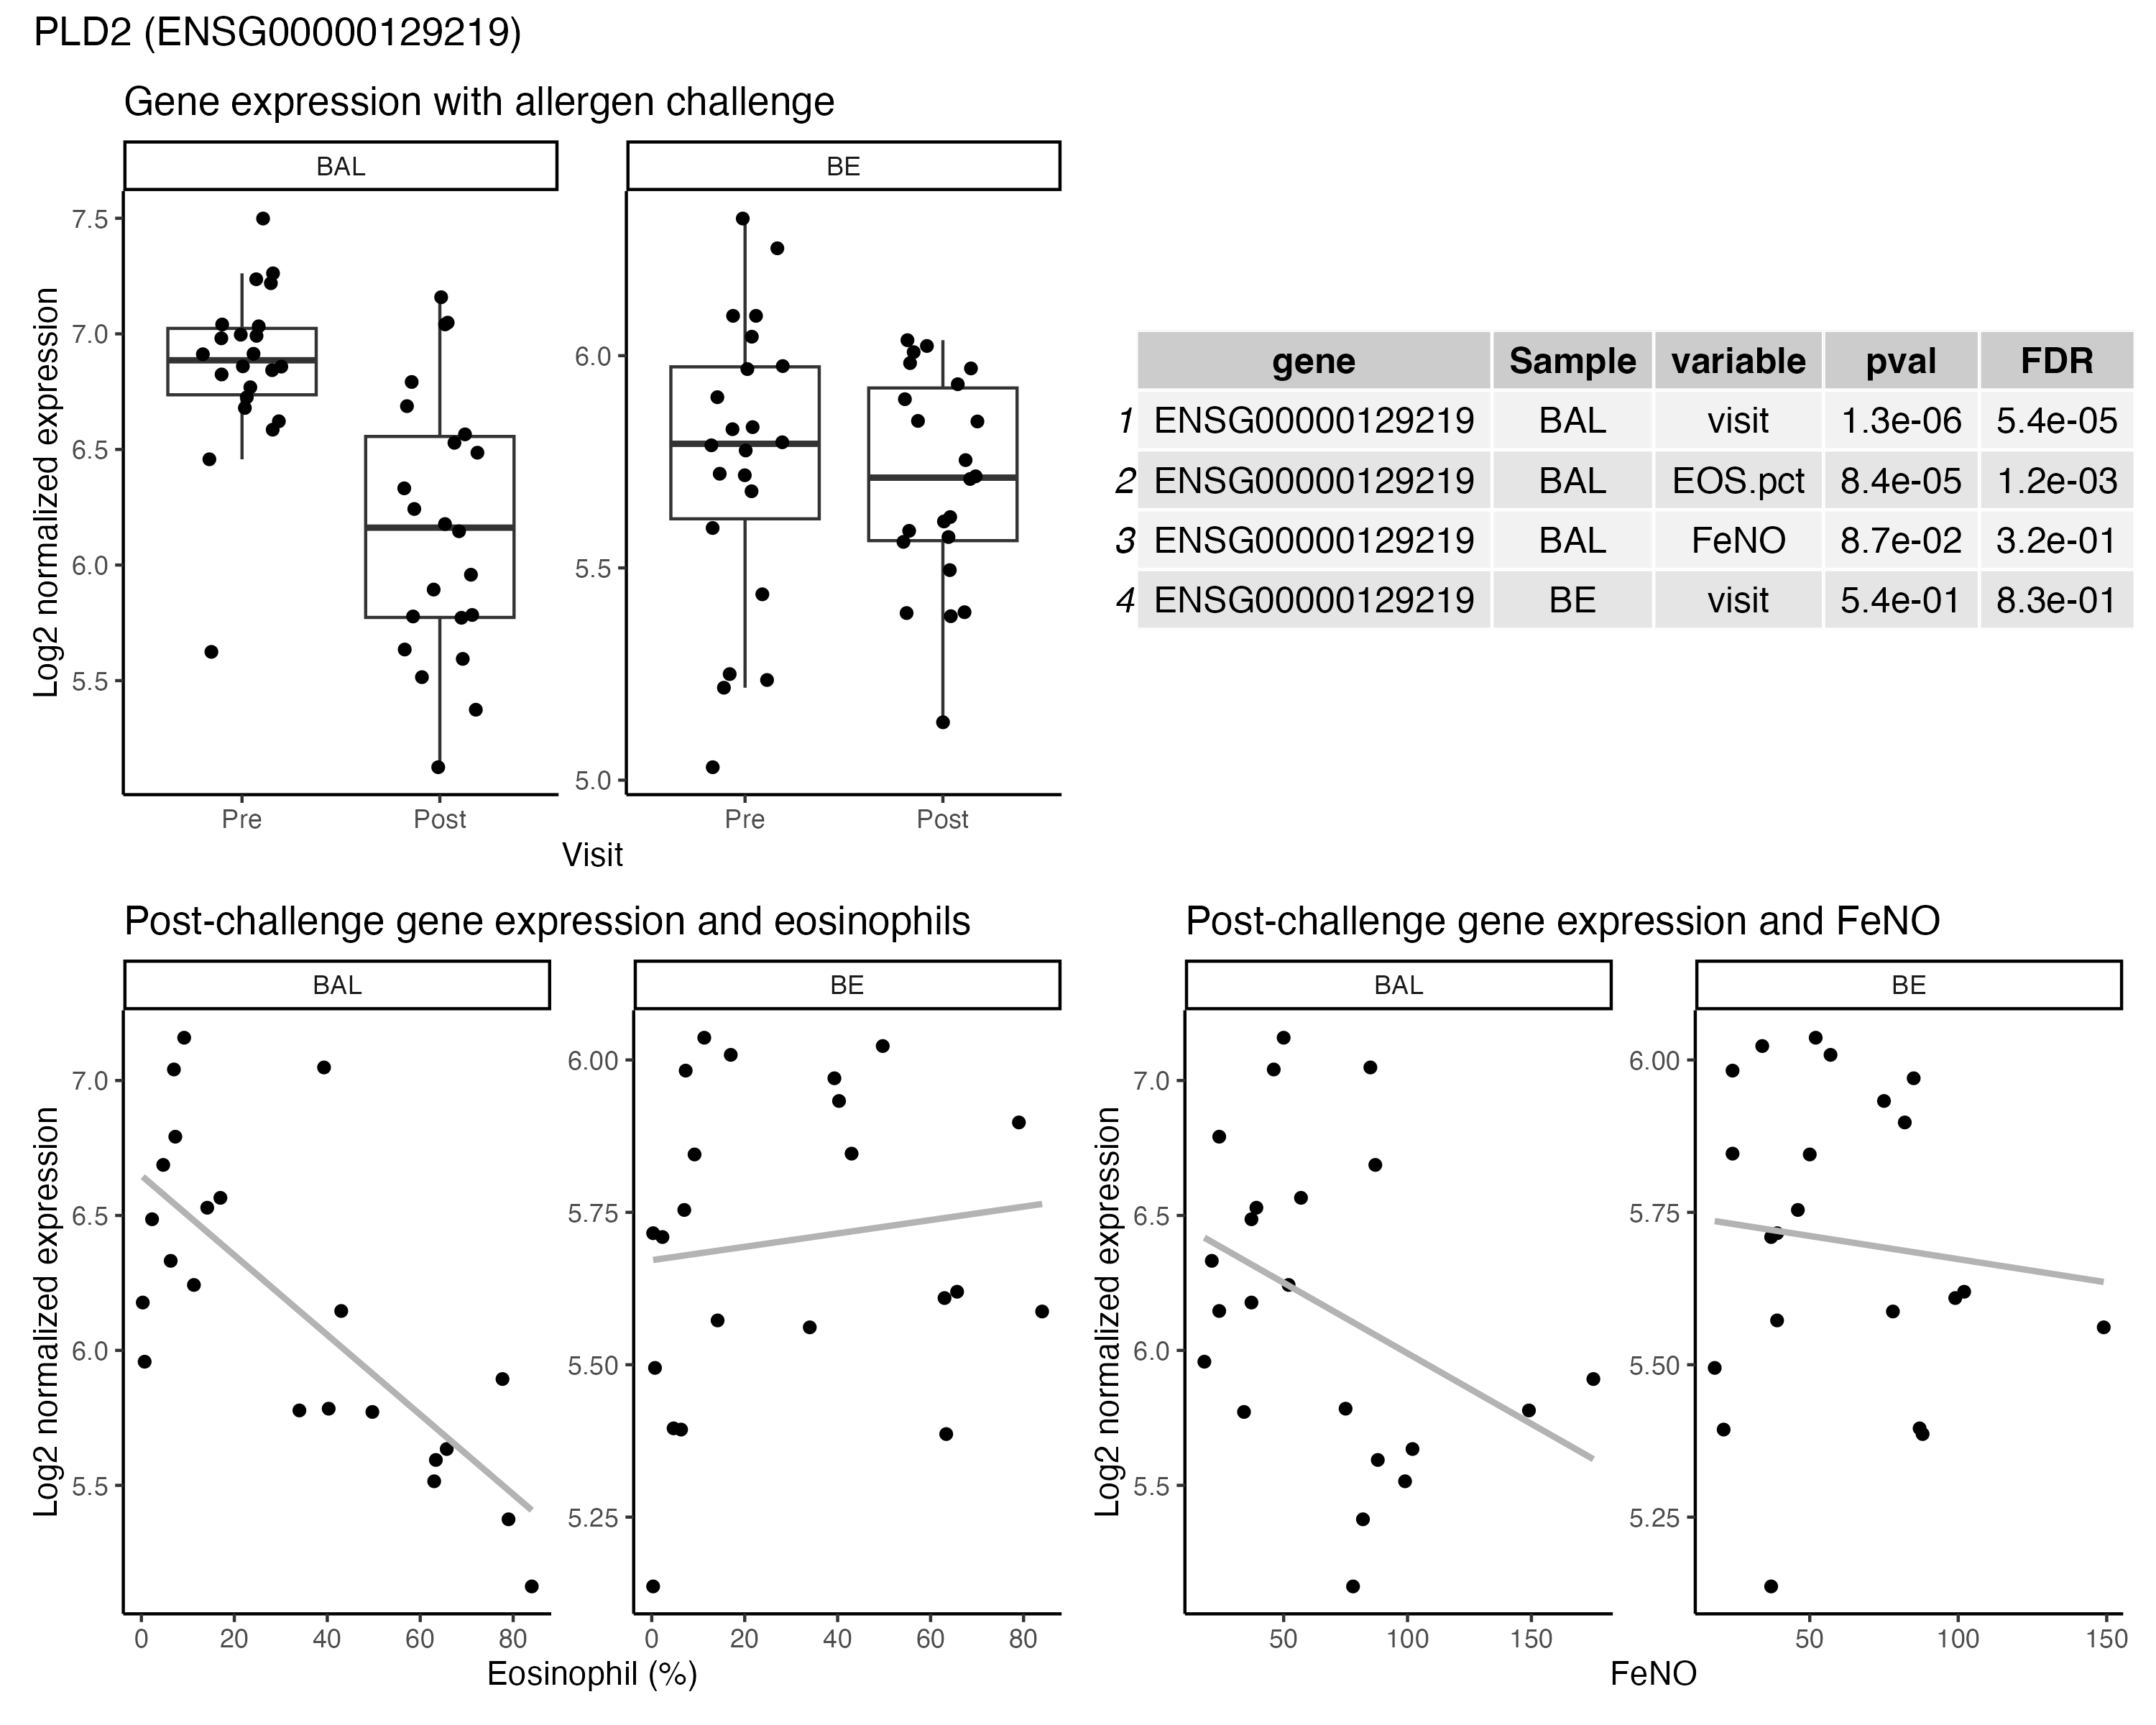 PLD2 (ENSG00000129219)
Gene expression with allergen challenge
BAL
BE
Log2 normalized expression
7.5
7.0
6.5
6.0
5.5
6.0
5.5
5.0
Pre
Post
Pre
Post
Visit
gene Sample variable pval FDR
1 ENSG00000129219 BAL visit 1.3e-06 5.4e-05
2 ENSG00000129219 BAL EOS.pct 8.4e-05 1.2e-03
3 ENSG00000129219 BAL FeNO 8.7e-02 3.2e-01
4 ENSG00000129219 BE visit 5.4e-01 8.3e-01
Post-challenge gene expression and eosinophils
BAL
BE
Log2 normalized expression
7.0
6.5
6.0
5.5
6.00
5.75
5.50
5.25
0 20 40 60 80
0 20 40 60 80
Eosinophil (%)
Post-challenge gene expression and FeNO
BAL
BE
Log2 normalized expression
7.0
6.5
6.0
5.5
6.00
5.75
5.50
5.25
50 100 150
50 100 150
FeNO